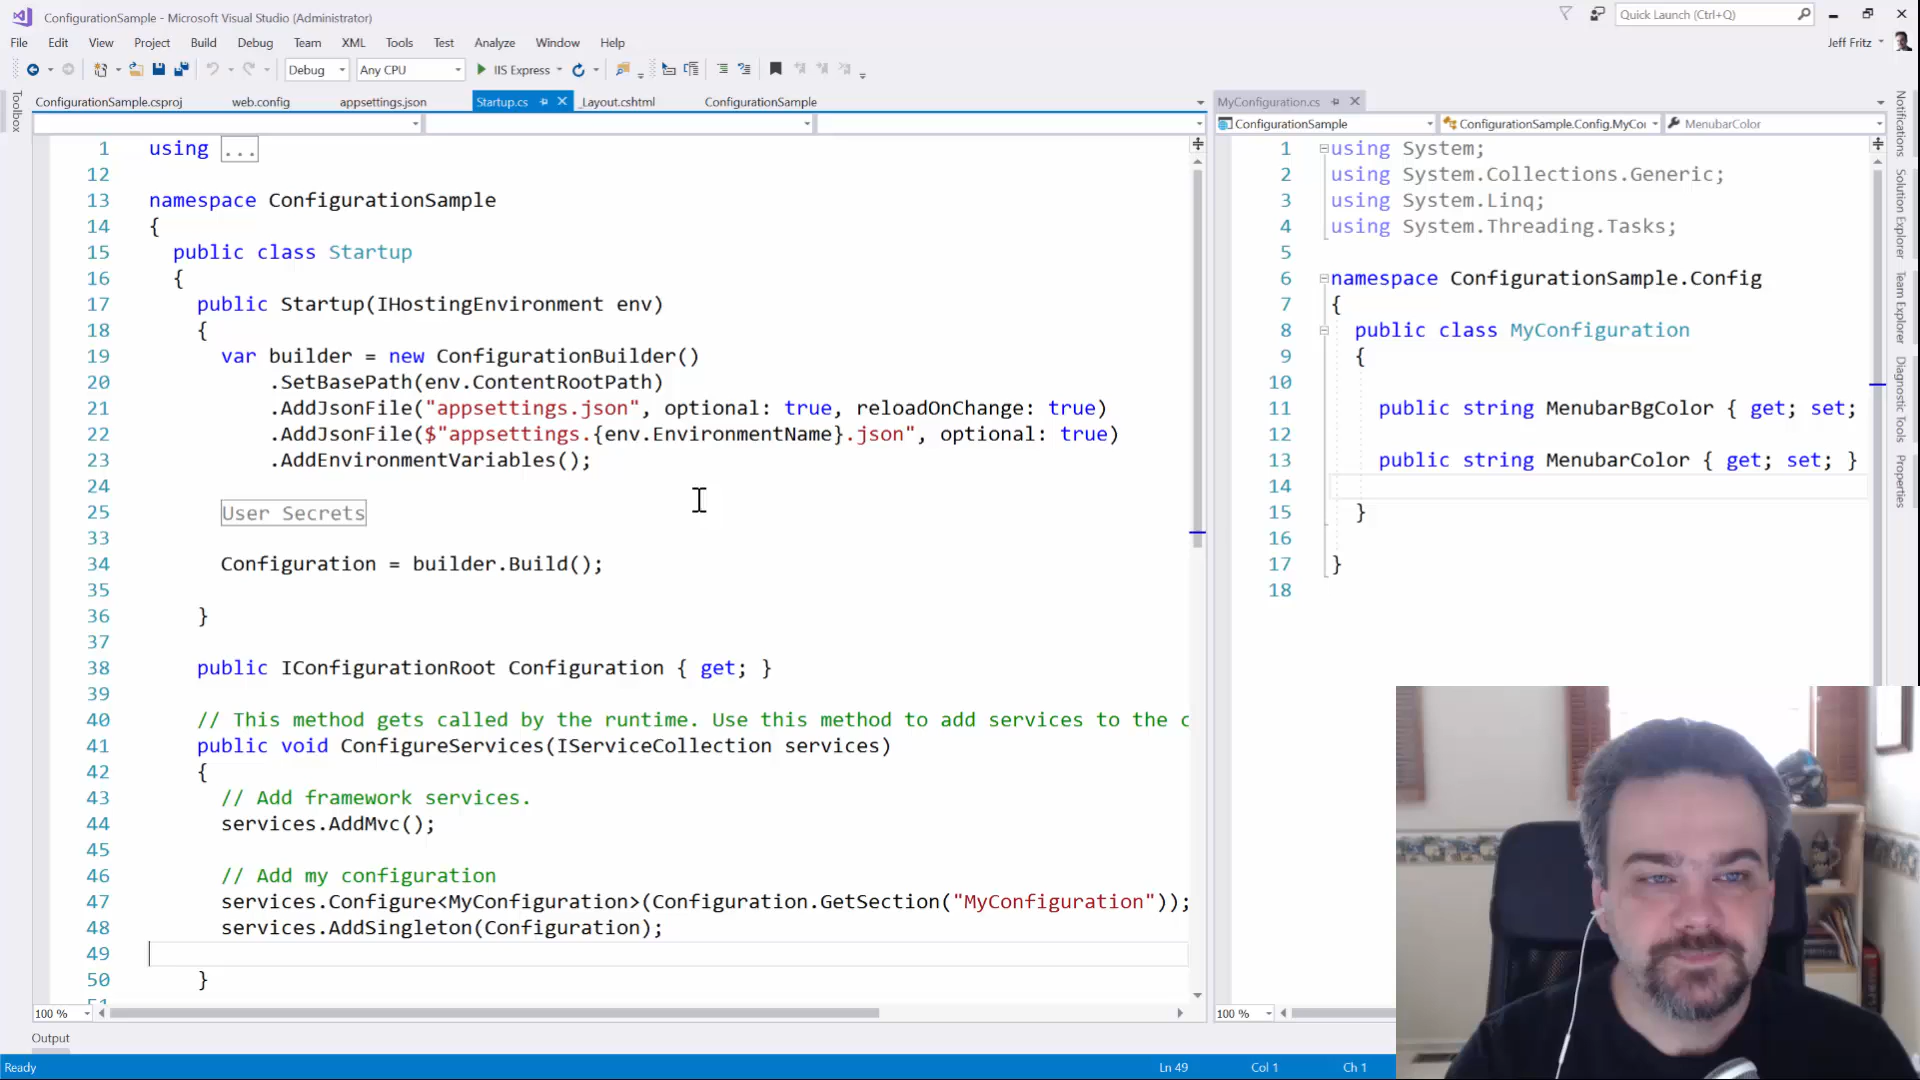 ConfigurationSample - Microsoft Visual Studio (Administrator)
Quick Launch (Ctrl+Q)
File Edit View Project Build Debug Team XML Tools Test Analyze Window Help
Jeff Fritz
Debug Any CPU IIS Express
Toolbox
ConfigurationSample.csproj web.config appsettings.json Startup.cs _Layout.cshtml ConfigurationSample
1 using ...
12
13 namespace ConfigurationSample
14 {
15 public class Startup
16 {
17 public Startup(IHostingEnvironment env)
18 {
19 var builder = new ConfigurationBuilder()
20 .SetBasePath(env.ContentRootPath)
21 .AddJsonFile("appsettings.json", optional: true, reloadOnChange: true)
22 .AddJsonFile($"appsettings.{env.EnvironmentName}.json", optional: true)
23 .AddEnvironmentVariables();
24
25 User Secrets
33
34 Configuration = builder.Build();
35
36 }
37
38 public IConfigurationRoot Configuration { get; }
39
40 // This method gets called by the runtime. Use this method to add services to the c
41 public void ConfigureServices(IServiceCollection services)
42 {
43 // Add framework services.
44 services.AddMvc();
45
46 // Add my configuration
47 services.Configure<MyConfiguration>(Configuration.GetSection("MyConfiguration"));
48 services.AddSingleton(Configuration);
49
50 }
51
100 %
MyConfiguration.cs
ConfigurationSample ConfigurationSample.Config.MyCo MenubarColor
1 using System;
2 using System.Collections.Generic;
3 using System.Linq;
4 using System.Threading.Tasks;
5
6 namespace ConfigurationSample.Config
7 {
8 public class MyConfiguration
9 {
10
11 public string MenubarBgColor { get; set;
12
13 public string MenubarColor { get; set; }
14
15 }
16
17 }
18
100 %
Notifications
Solution Explorer
Team Explorer
Diagnostic Tools
Properties
Output
Ready Ln 49 Col 1 Ch 1